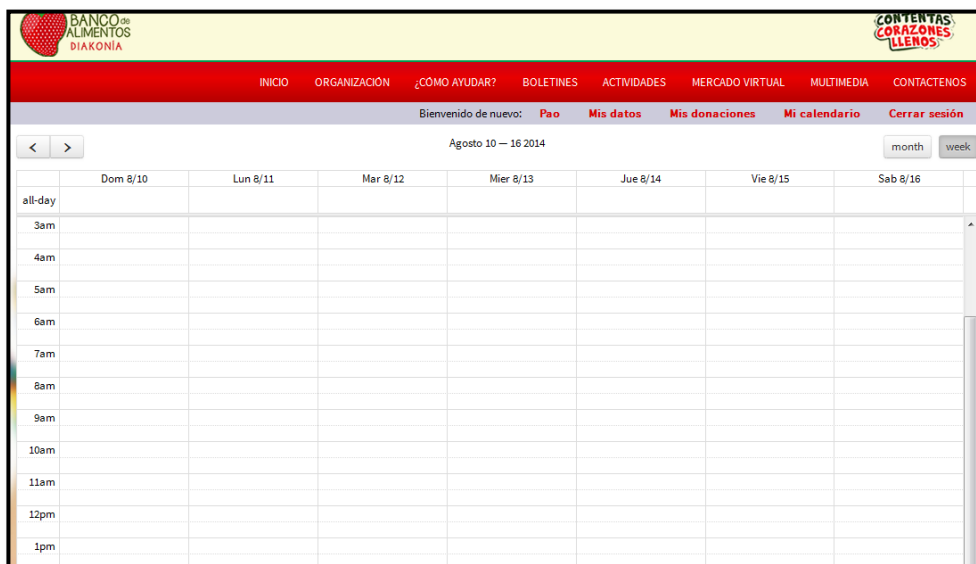 BANCO de
ALIMENTOS
DIAKONÍA
CONTENTAS
CORAZONES
LLENOS
INICIO ORGANIZACIÓN ¿CÓMO AYUDAR? BOLETINES ACTIVIDADES MERCADO VIRTUAL MULTIMEDIA CONTACTENOS
Bienvenido de nuevo: Pao Mis datos Mis donaciones Mi calendario Cerrar sesión
< > Agosto 10 — 16 2014 month week
Dom 8/10 Lun 8/11 Mar 8/12 Mier 8/13 Jue 8/14 Vie 8/15 Sab 8/16
all-day
3am
4am
5am
6am
7am
8am
9am
10am
11am
12pm
1pm